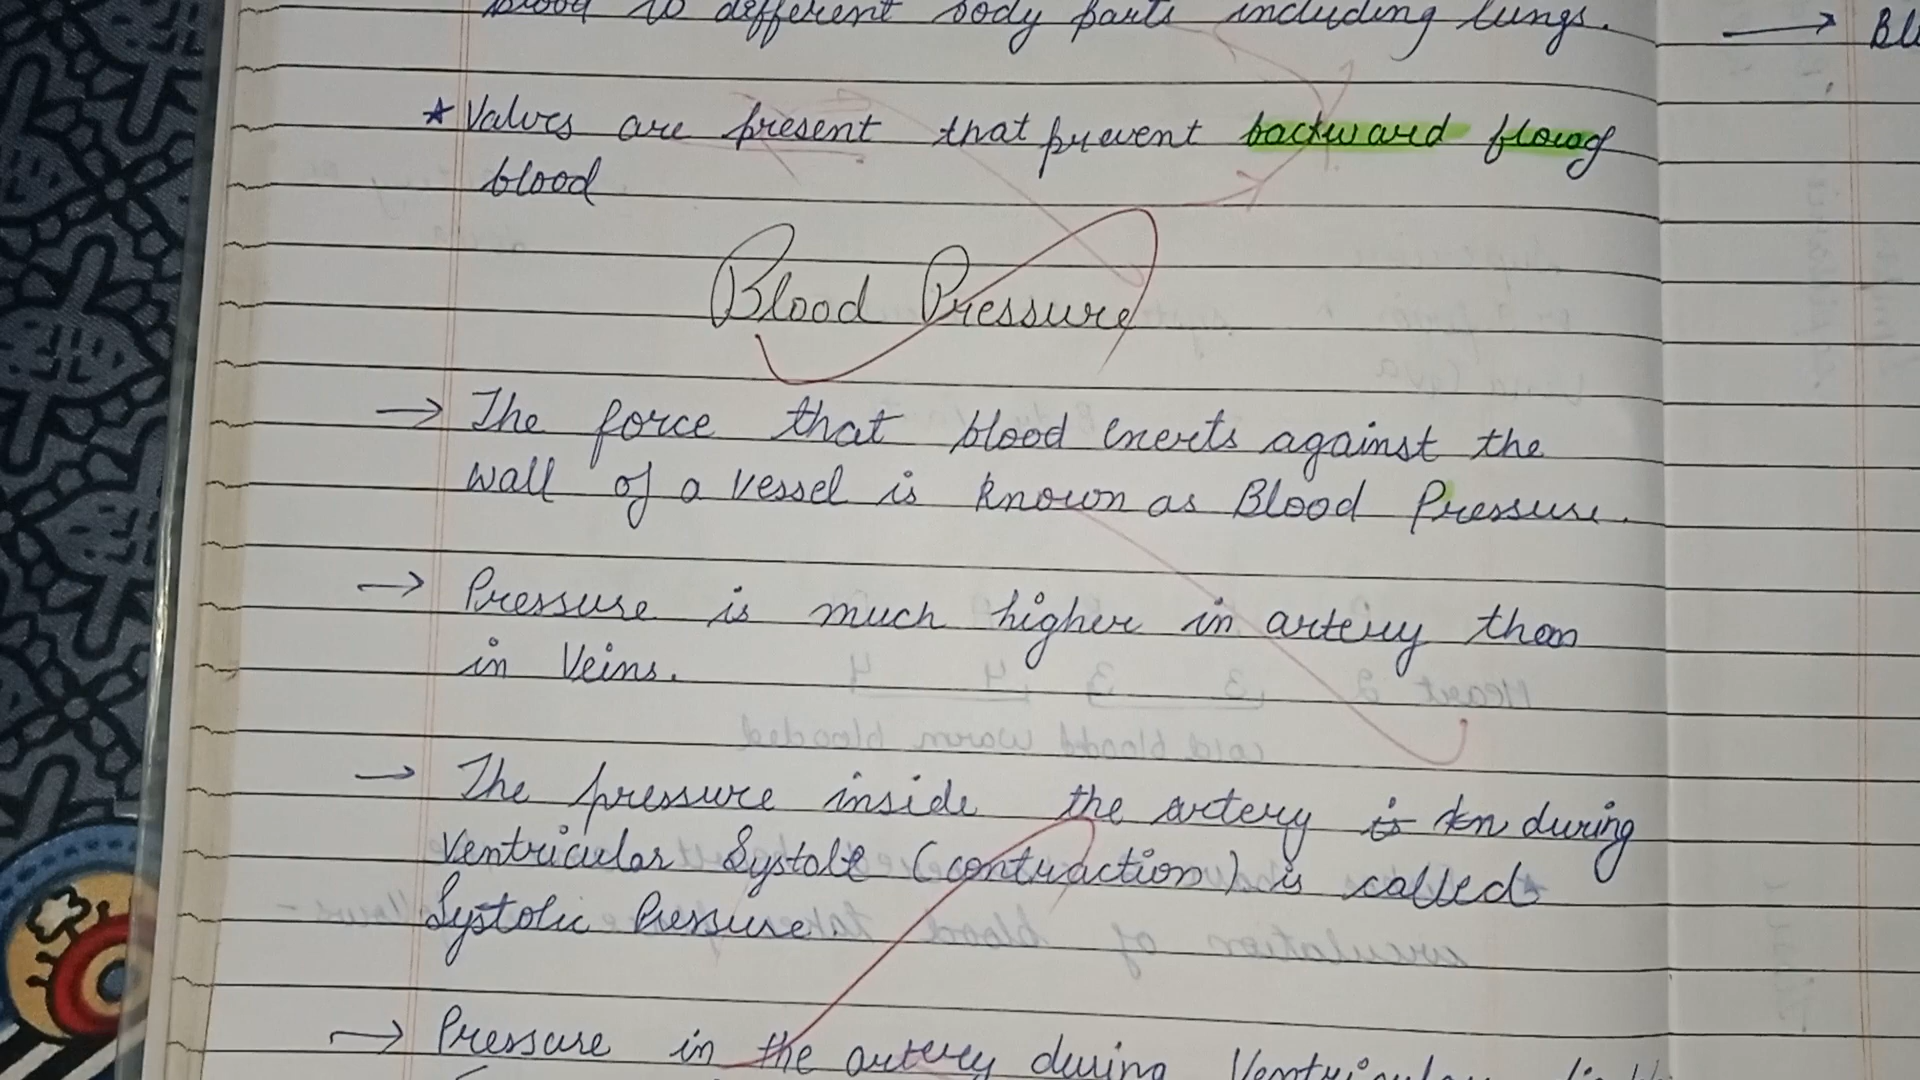 blood to different body parts including lungs.
→ Bl
★ Valves are present that prevent backward flow of
blood
Blood Pressure
→ The force that blood exerts against the
wall of a vessel is known as Blood Pressure.
→ Pressure is much higher in artery than
in Veins.
→ The pressure inside the artery during
Ventricular Systole (contraction) is called
Systolic Pressure
→ Pressure in the artery during Ventricular